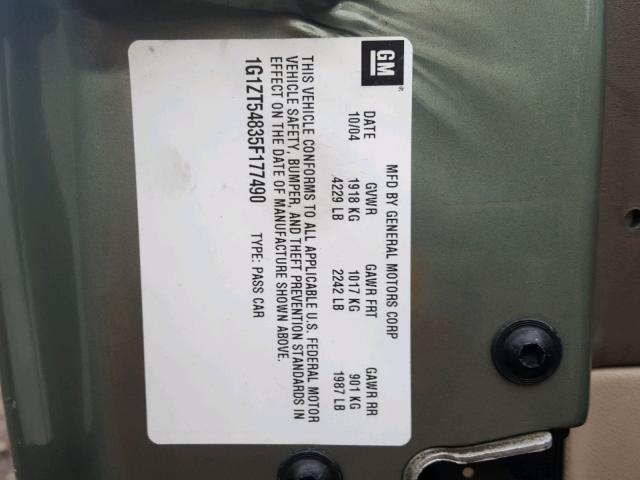 GM®
MFD BY GENERAL MOTORS CORP
DATE GVWR GAWR FRT GAWR RR
10/04 1918 KG 1017 KG 901 KG
4229 LB 2242 LB 1987 LB
THIS VEHICLE CONFORMS TO ALL APPLICABLE U.S. FEDERAL MOTOR
VEHICLE SAFETY, BUMPER, AND THEFT PREVENTION STANDARDS IN
EFFECT ON THE DATE OF MANUFACTURE SHOWN ABOVE.
1G1ZT54835F177490 TYPE: PASS CAR